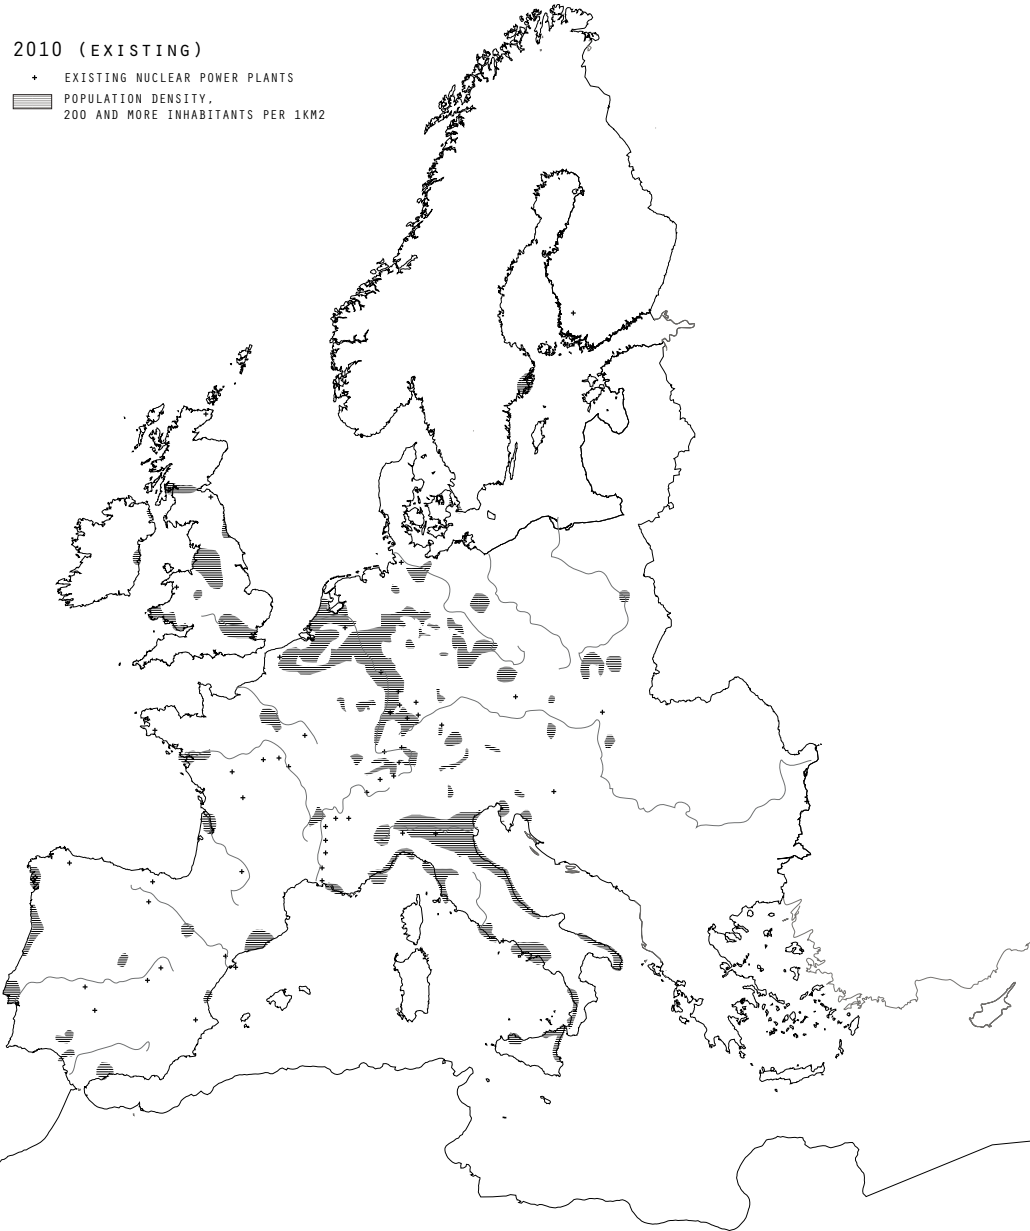 2010 (EXISTING)
+ EXISTING NUCLEAR POWER PLANTS
POPULATION DENSITY,
200 AND MORE INHABITANTS PER 1KM2